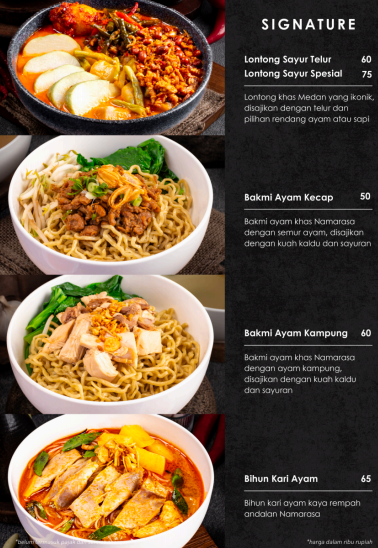 SIGNATURE
Lontong Sayur Telur 60
Lontong Sayur Spesial 75
Lontong khas Medan yang ikonik,
disajikan dengan telur dan
pilihan rendang ayam atau sapi
Bakmi Ayam Kecap 50
Bakmi ayam khas Namarasa
dengan semur ayam, disajikan
dengan kuah kaldu dan sayuran
Bakmi Ayam Kampung 60
Bakmi ayam khas Namarasa
dengan ayam kampung,
disajikan dengan kuah kaldu
dan sayuran
Bihun Kari Ayam 65
Bihun kari ayam kaya rempah
andalan Namarasa
*harga dalam ribu rupiah